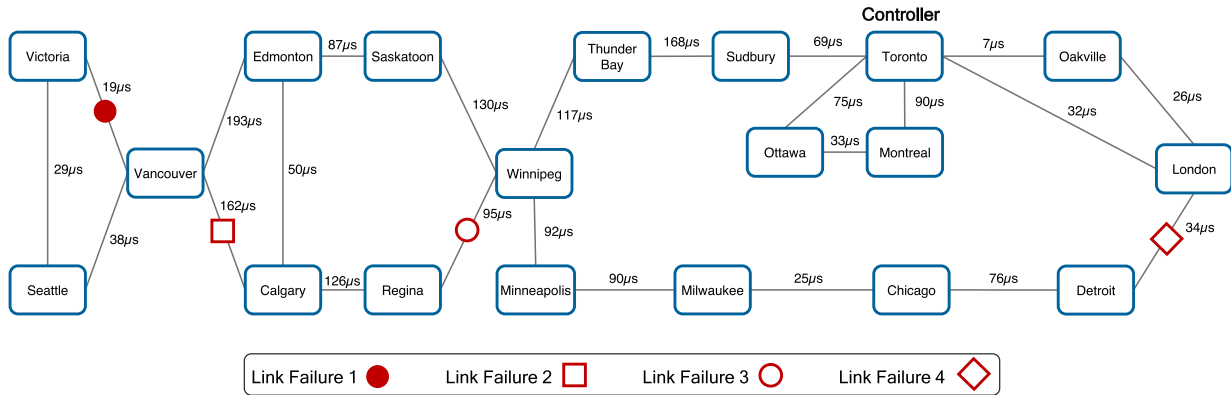 Controller
Victoria
Edmonton
87µs
Saskatoon
Thunder
Bay
168µs
Sudbury
69µs
Toronto
7µs
Oakville
19µs
193µs
130µs
117µs
75µs
90µs
32µs
26µs
29µs
Vancouver
50µs
Winnipeg
Ottawa
33µs
Montreal
London
38µs
162µs
95µs
92µs
34µs
Seattle
Calgary
126µs
Regina
Minneapolis
90µs
Milwaukee
25µs
Chicago
76µs
Detroit
Link Failure 1
Link Failure 2
Link Failure 3
Link Failure 4